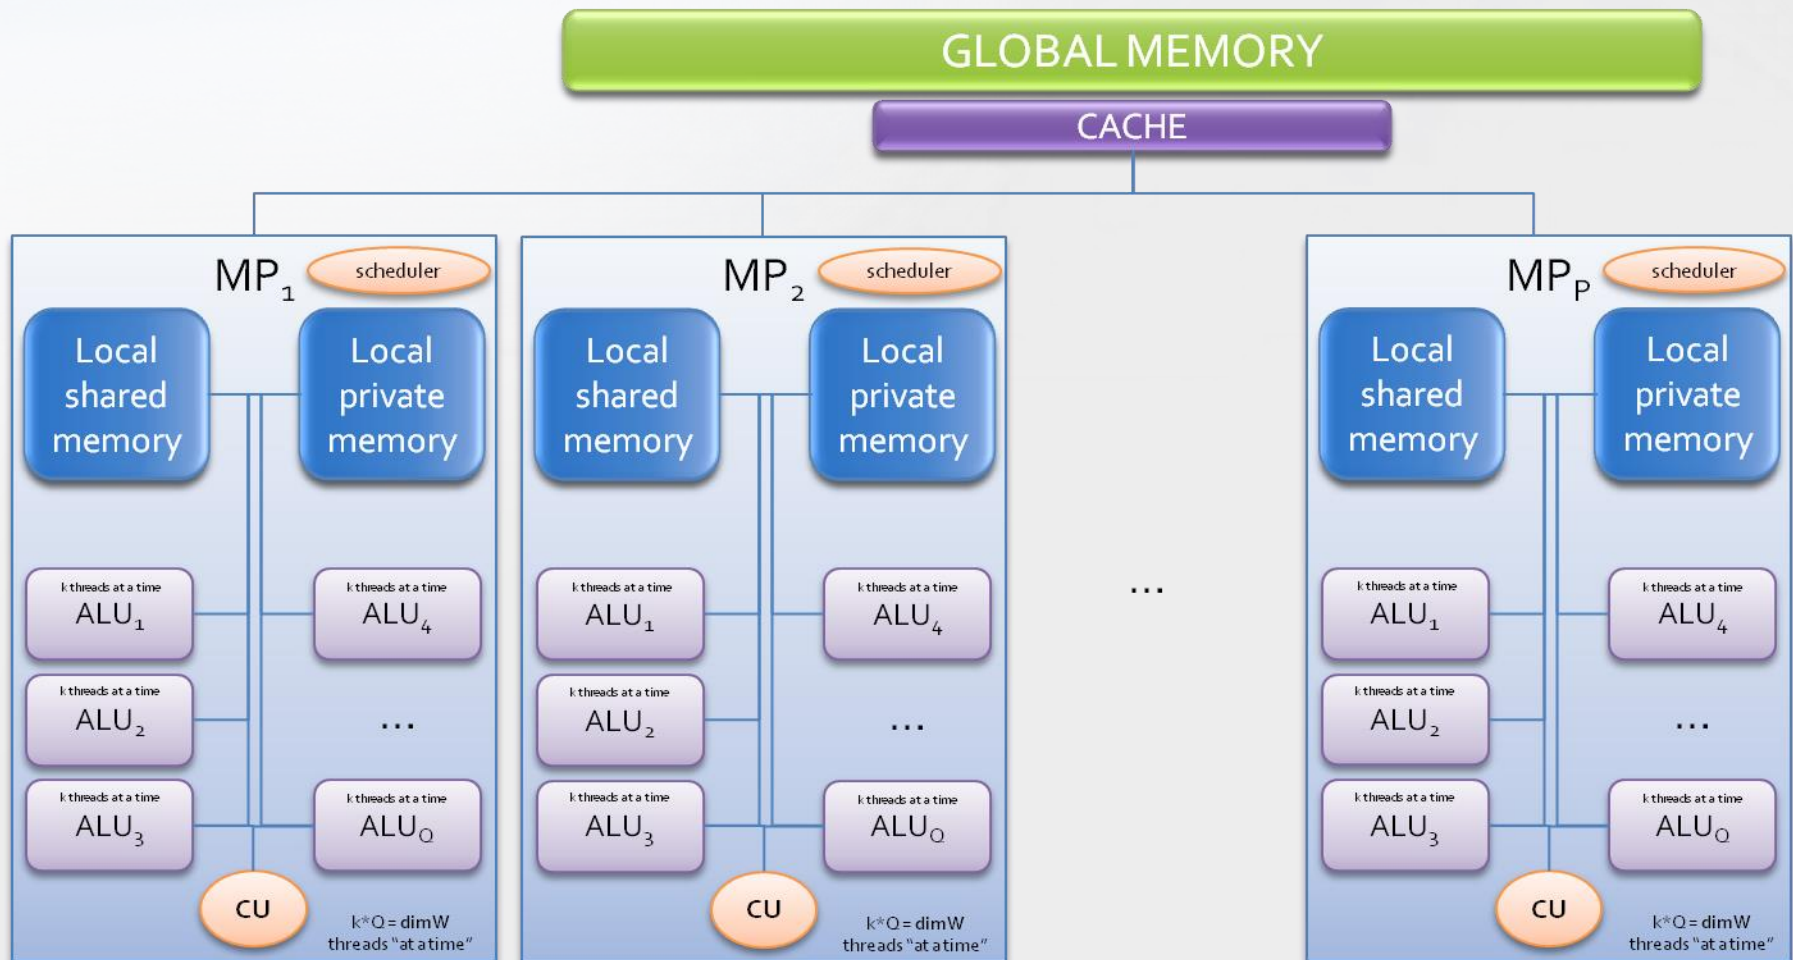 GLOBAL MEMORY
CACHE
MP₁
scheduler
Local
shared
memory
Local
private
memory
k threads at a time
ALU₁
k threads at a time
ALU₄
k threads at a time
ALU₂
...
k threads at a time
ALU₃
k threads at a time
ALU_Q
CU
k*Q = dimW
threads "at a time"
MP₂
scheduler
Local
shared
memory
Local
private
memory
k threads at a time
ALU₁
k threads at a time
ALU₄
k threads at a time
ALU₂
...
k threads at a time
ALU₃
k threads at a time
ALU_Q
CU
k*Q = dimW
threads "at a time"
...
MP_P
scheduler
Local
shared
memory
Local
private
memory
k threads at a time
ALU₁
k threads at a time
ALU₄
k threads at a time
ALU₂
...
k threads at a time
ALU₃
k threads at a time
ALU_Q
CU
k*Q = dimW
threads "at a time"